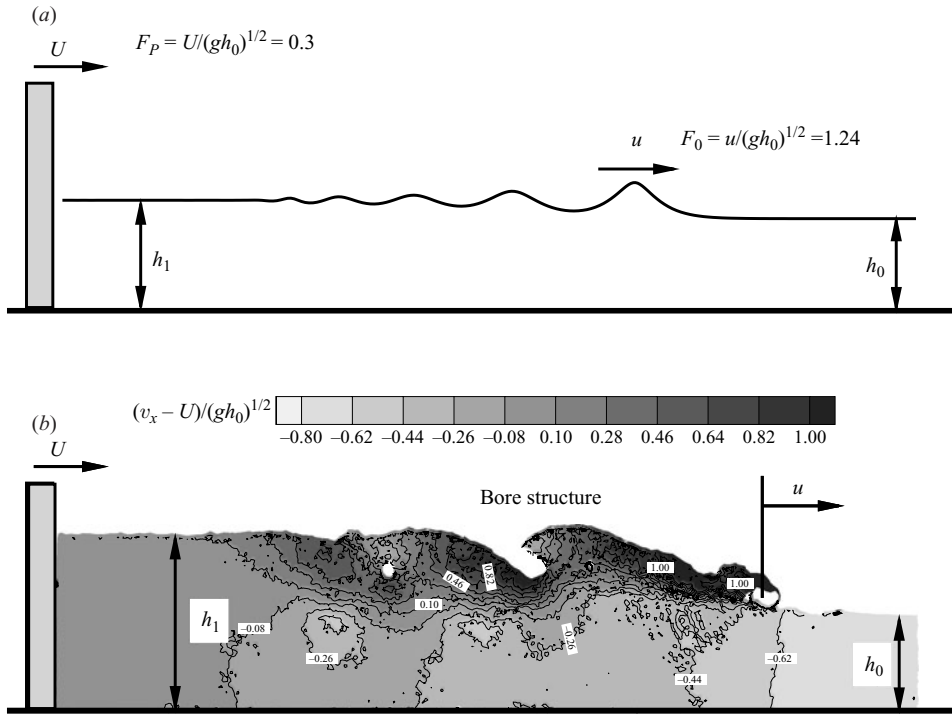 (a)
F_P = U/(gh_0)^{1/2} = 0.3
U
u
F_0 = u/(gh_0)^{1/2} =1.24
h_1
h_0
(b)
(v_x – U)/(gh_0)^{1/2}
–0.80 –0.62 –0.44 –0.26 –0.08 0.10 0.28 0.46 0.64 0.82 1.00
U
Bore structure
u
0.82
0.46
1.00
1.00
0.10
h_1
–0.08
–0.26
–0.26
–0.62
–0.44
h_0